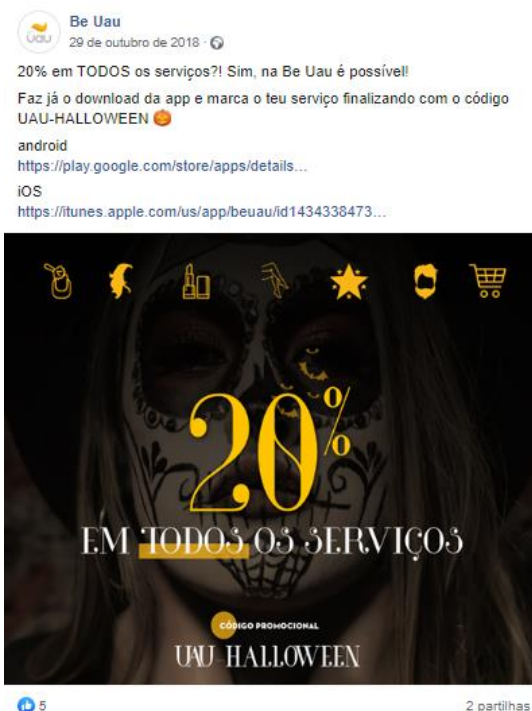 uau
Be Uau
29 de outubro de 2018 ·
20% em TODOS os serviços?! Sim, na Be Uau é possível!
Faz já o download da app e marca o teu serviço finalizando com o código
UAU-HALLOWEEN 🎃
android
https://play.google.com/store/apps/details...
iOS
https://itunes.apple.com/us/app/beuau/id1434338473...
20%
EM TODOS OS SERVIÇOS
CÓDIGO PROMOCIONAL
UAU-HALLOWEEN
5
2 partilhas